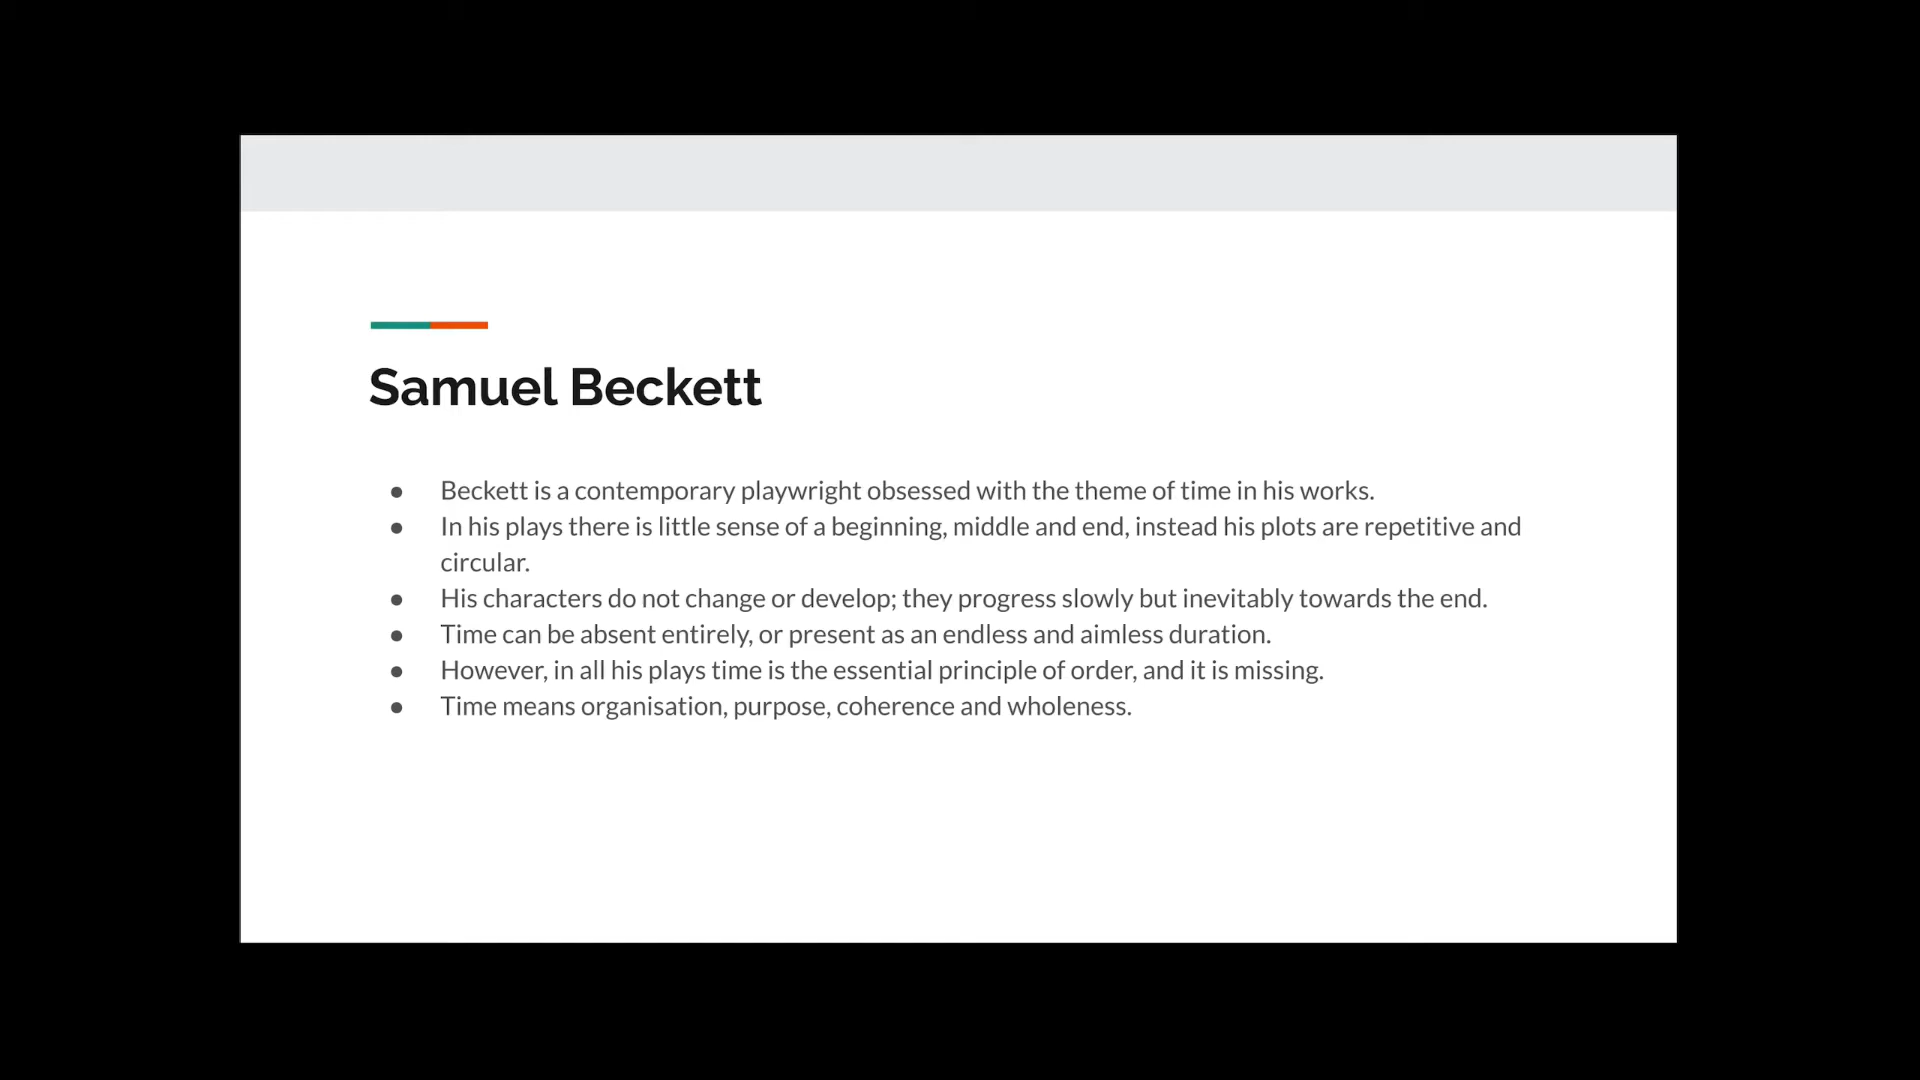 Samuel Beckett
● Beckett is a contemporary playwright obsessed with the theme of time in his works.
● In his plays there is little sense of a beginning, middle and end, instead his plots are repetitive and
circular.
● His characters do not change or develop; they progress slowly but inevitably towards the end.
● Time can be absent entirely, or present as an endless and aimless duration.
● However, in all his plays time is the essential principle of order, and it is missing.
● Time means organisation, purpose, coherence and wholeness.